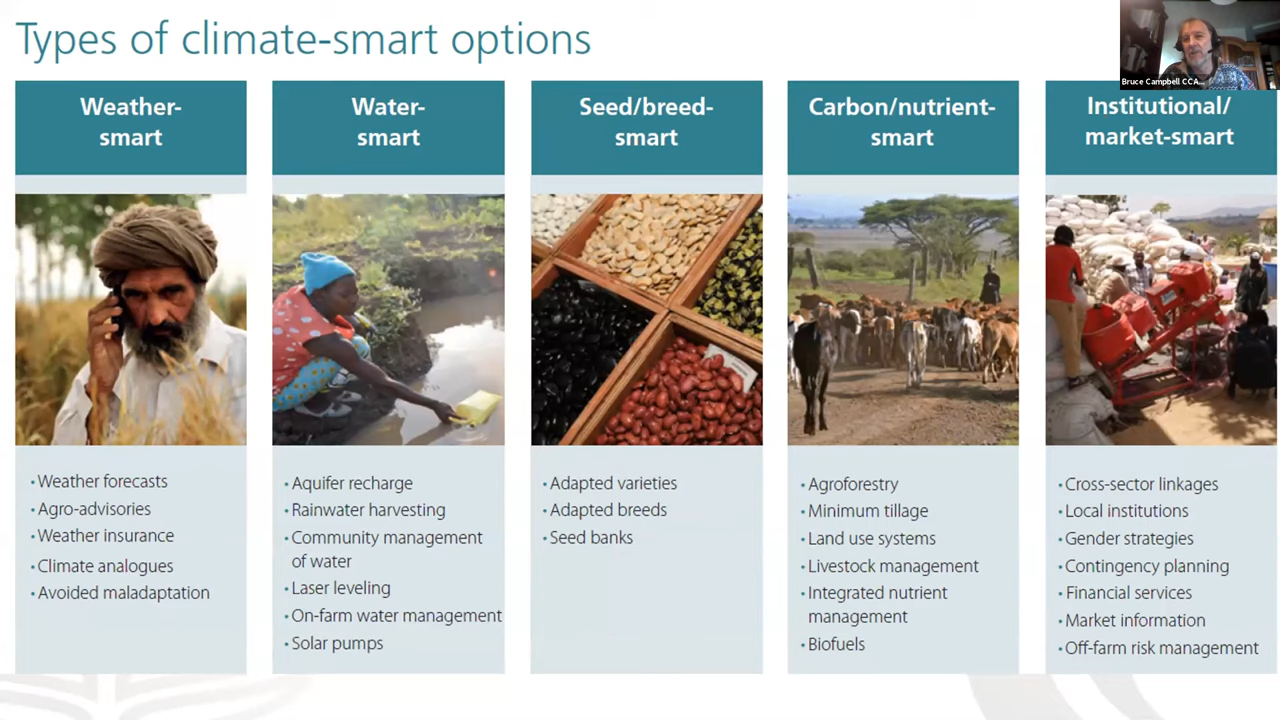 Types of climate-smart options
Bruce Campbell CCA...
Weather-
smart
Water-
smart
Seed/breed-
smart
Carbon/nutrient-
smart
Institutional/
market-smart
•Weather forecasts
•Agro-advisories
•Weather insurance
•Climate analogues
•Avoided maladaptation
•Aquifer recharge
•Rainwater harvesting
•Community management
of water
•Laser leveling
•On-farm water management
•Solar pumps
•Adapted varieties
•Adapted breeds
•Seed banks
•Agroforestry
•Minimum tillage
•Land use systems
•Livestock management
•Integrated nutrient
management
•Biofuels
•Cross-sector linkages
•Local institutions
•Gender strategies
•Contingency planning
•Financial services
•Market information
•Off-farm risk management